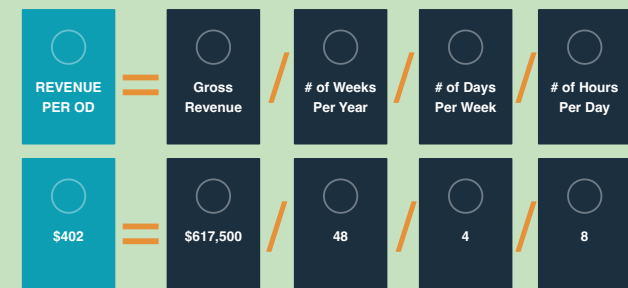 REVENUE
PER OD
=
Gross
Revenue
/
# of Weeks
Per Year
/
# of Days
Per Week
/
# of Hours
Per Day
$402
=
$617,500
/
48
/
4
/
8